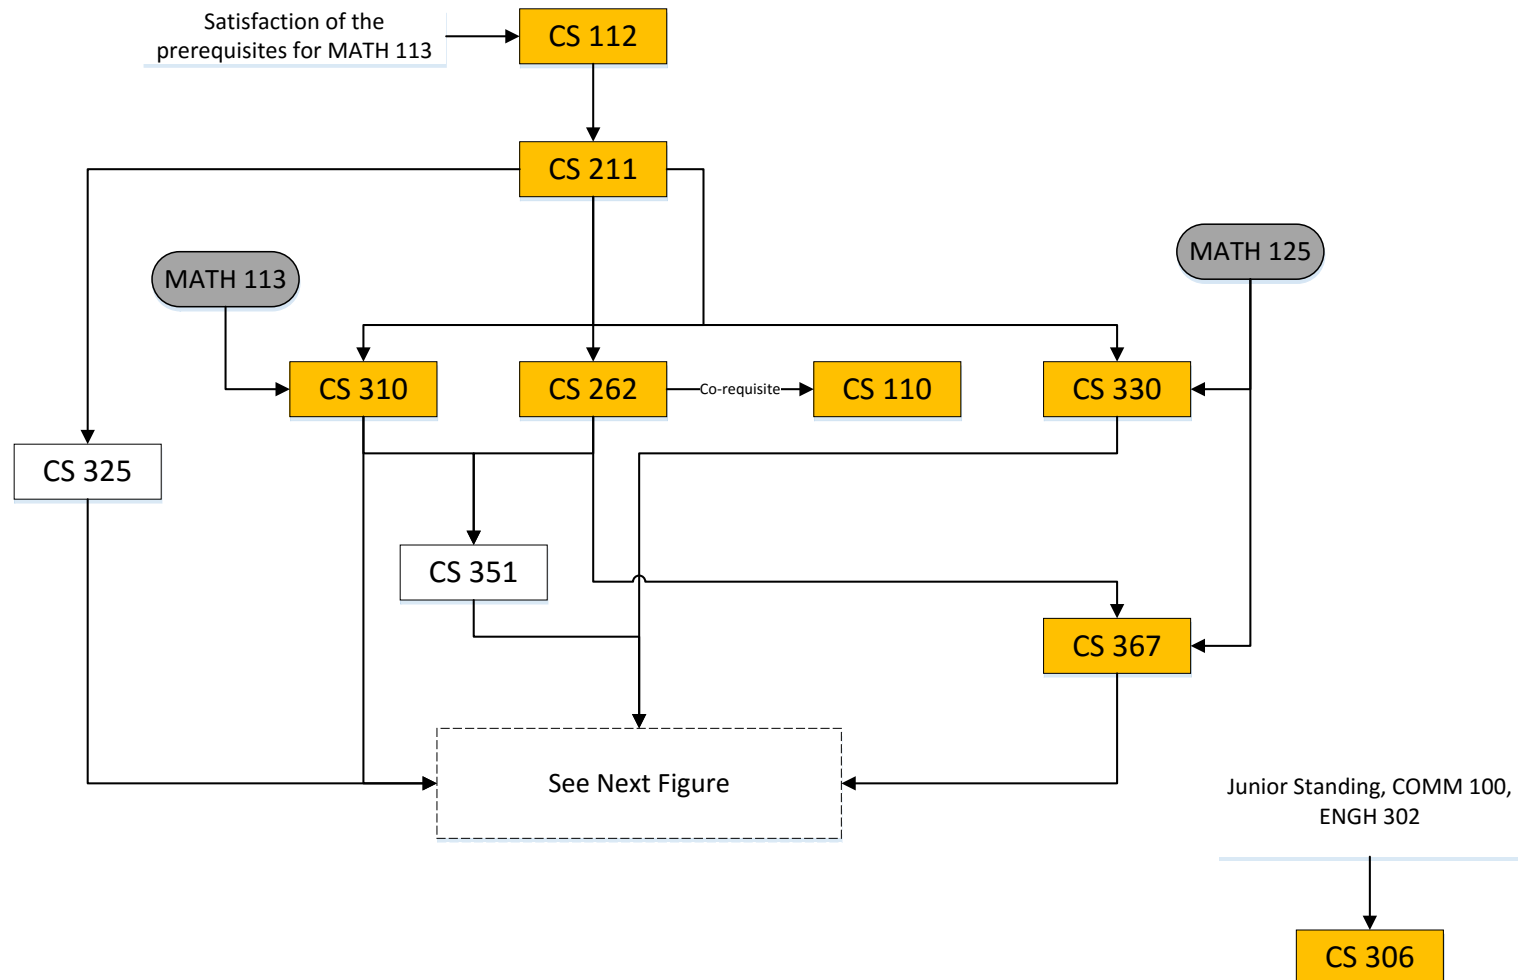 Satisfaction of the
prerequisites for MATH 113
CS 112
CS 211
MATH 113
MATH 125
CS 310
CS 262
Co-requisite
CS 110
CS 330
CS 325
CS 351
CS 367
See Next Figure
Junior Standing, COMM 100,
ENGH 302
CS 306